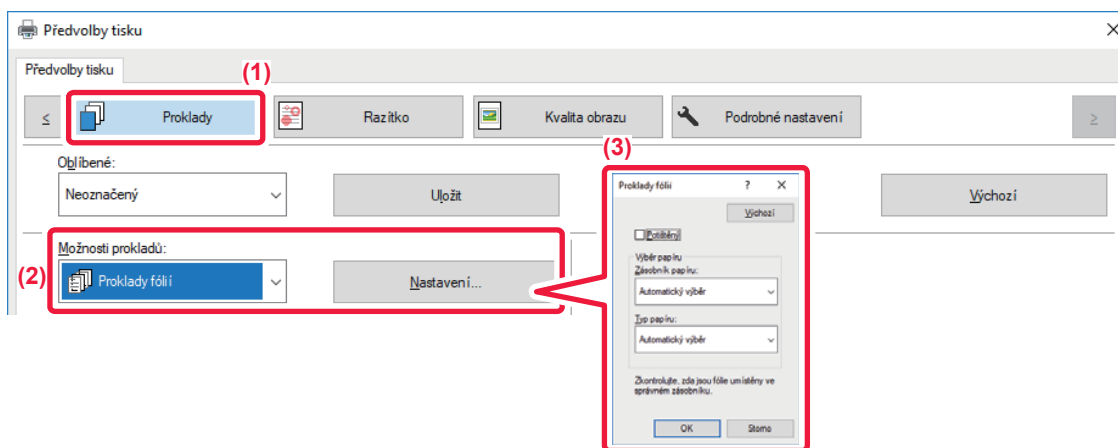 Předvolby tisku
Předvolby tisku
(1)
< Proklady Razítko Kvalita obrazu Podrobné nastavení >
(3)
Oblíbené:
Neoznačený Uložit Výchozí
Možnosti prokladů:
(2) Proklady fólií Nastavení...
Proklady fólií ? X
Výchozí
Potištěný
Výběr papíru
Zásobník papíru:
Automatický výběr
Typ papíru:
Automatický výběr
Zkontrolujte, zda jsou fólie umístěny ve
správném zásobníku.
OK Storno